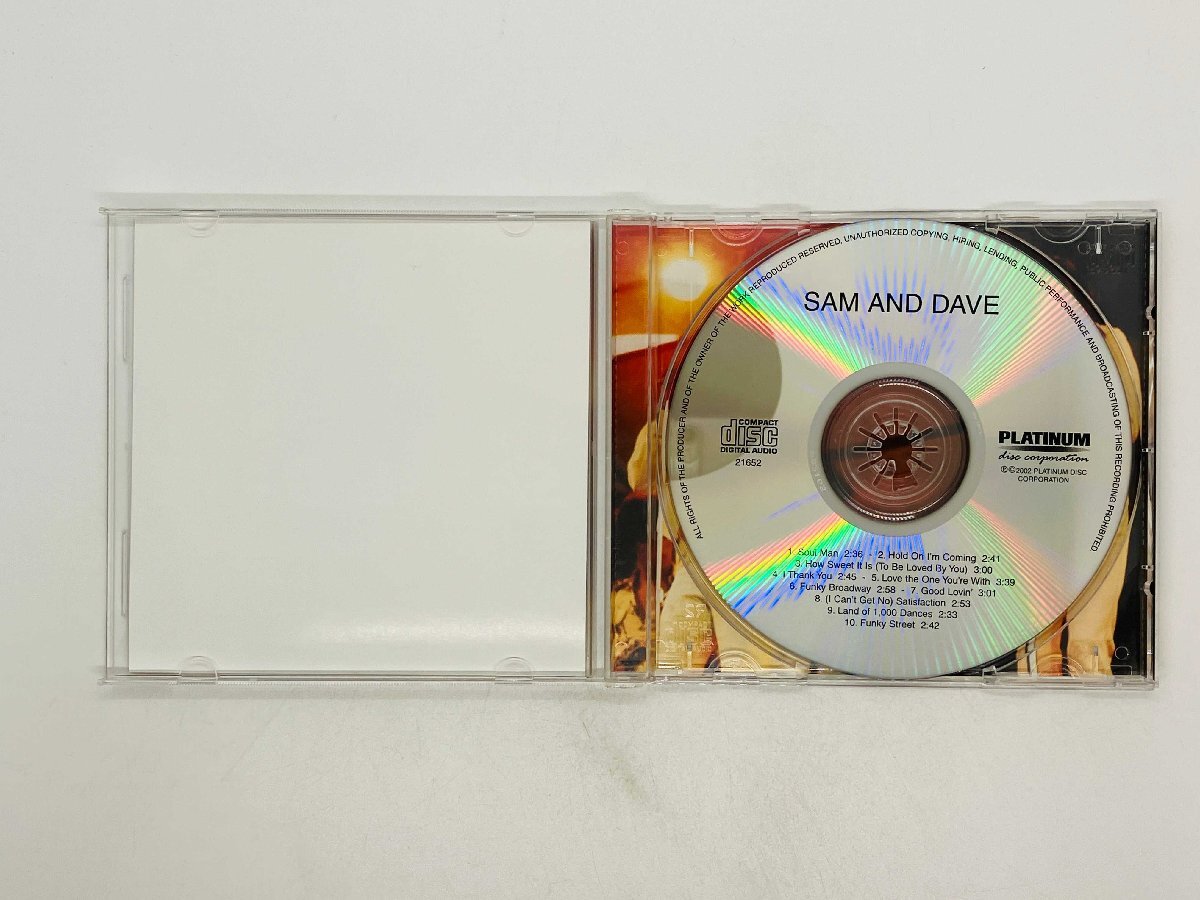 ALL RIGHTS OF THE PRODUCER AND OF THE OWNER OF THE WORK REPRODUCED RESERVED, UNAUTHORIZED COPYING, HIRING, LENDING, PUBLIC PERFORMANCE AND BROADCASTING OF THIS RECORDING PROHIBITED.
SAM AND DAVE
COMPACT
disc
DIGITAL AUDIO
21652
PLATINUM
disc corporation
℗©2002 PLATINUM DISC
CORPORATION
1. Soul Man 2:36 - 2. Hold On I'm Coming 2:41
3. How Sweet It Is (To Be Loved By You) 3:00
4. I Thank You 2:45 - 5. Love the One You're With 3:39
6. Funky Broadway 2:58 - 7. Good Lovin' 3:01
8. (I Can't Get No) Satisfaction 2:53
9. Land of 1,000 Dances 2:33
10. Funky Street 2:42